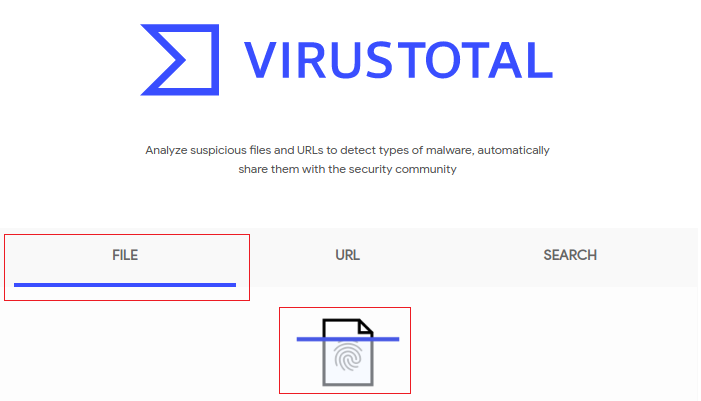 VIRUSTOTAL
Analyze suspicious files and URLs to detect types of malware, automatically
share them with the security community
FILE URL SEARCH